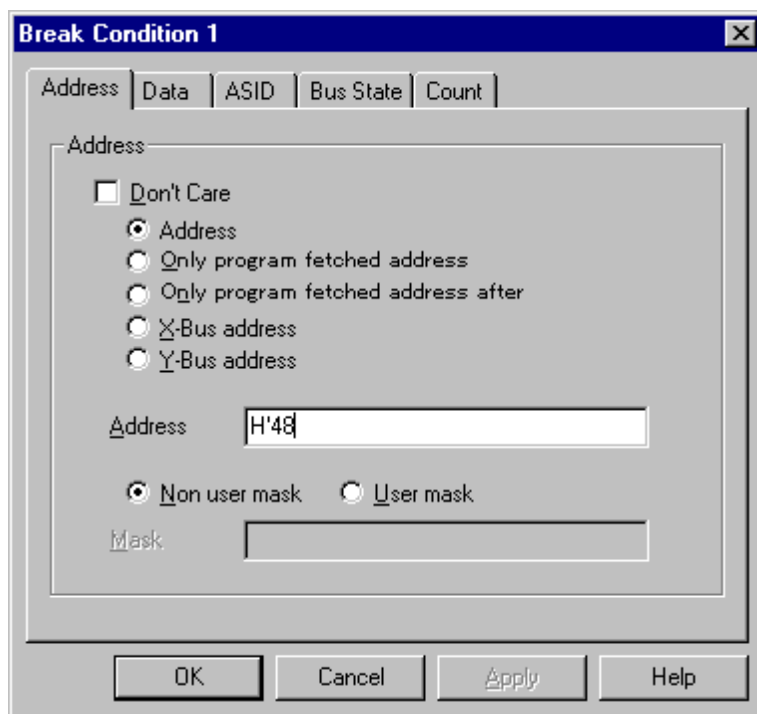 Break Condition 1
Address Data ASID Bus State Count
Address
Don't Care
Address
Only program fetched address
Only program fetched address after
X-Bus address
Y-Bus address
Address H'48
Non user mask User mask
Mask
OK Cancel Apply Help